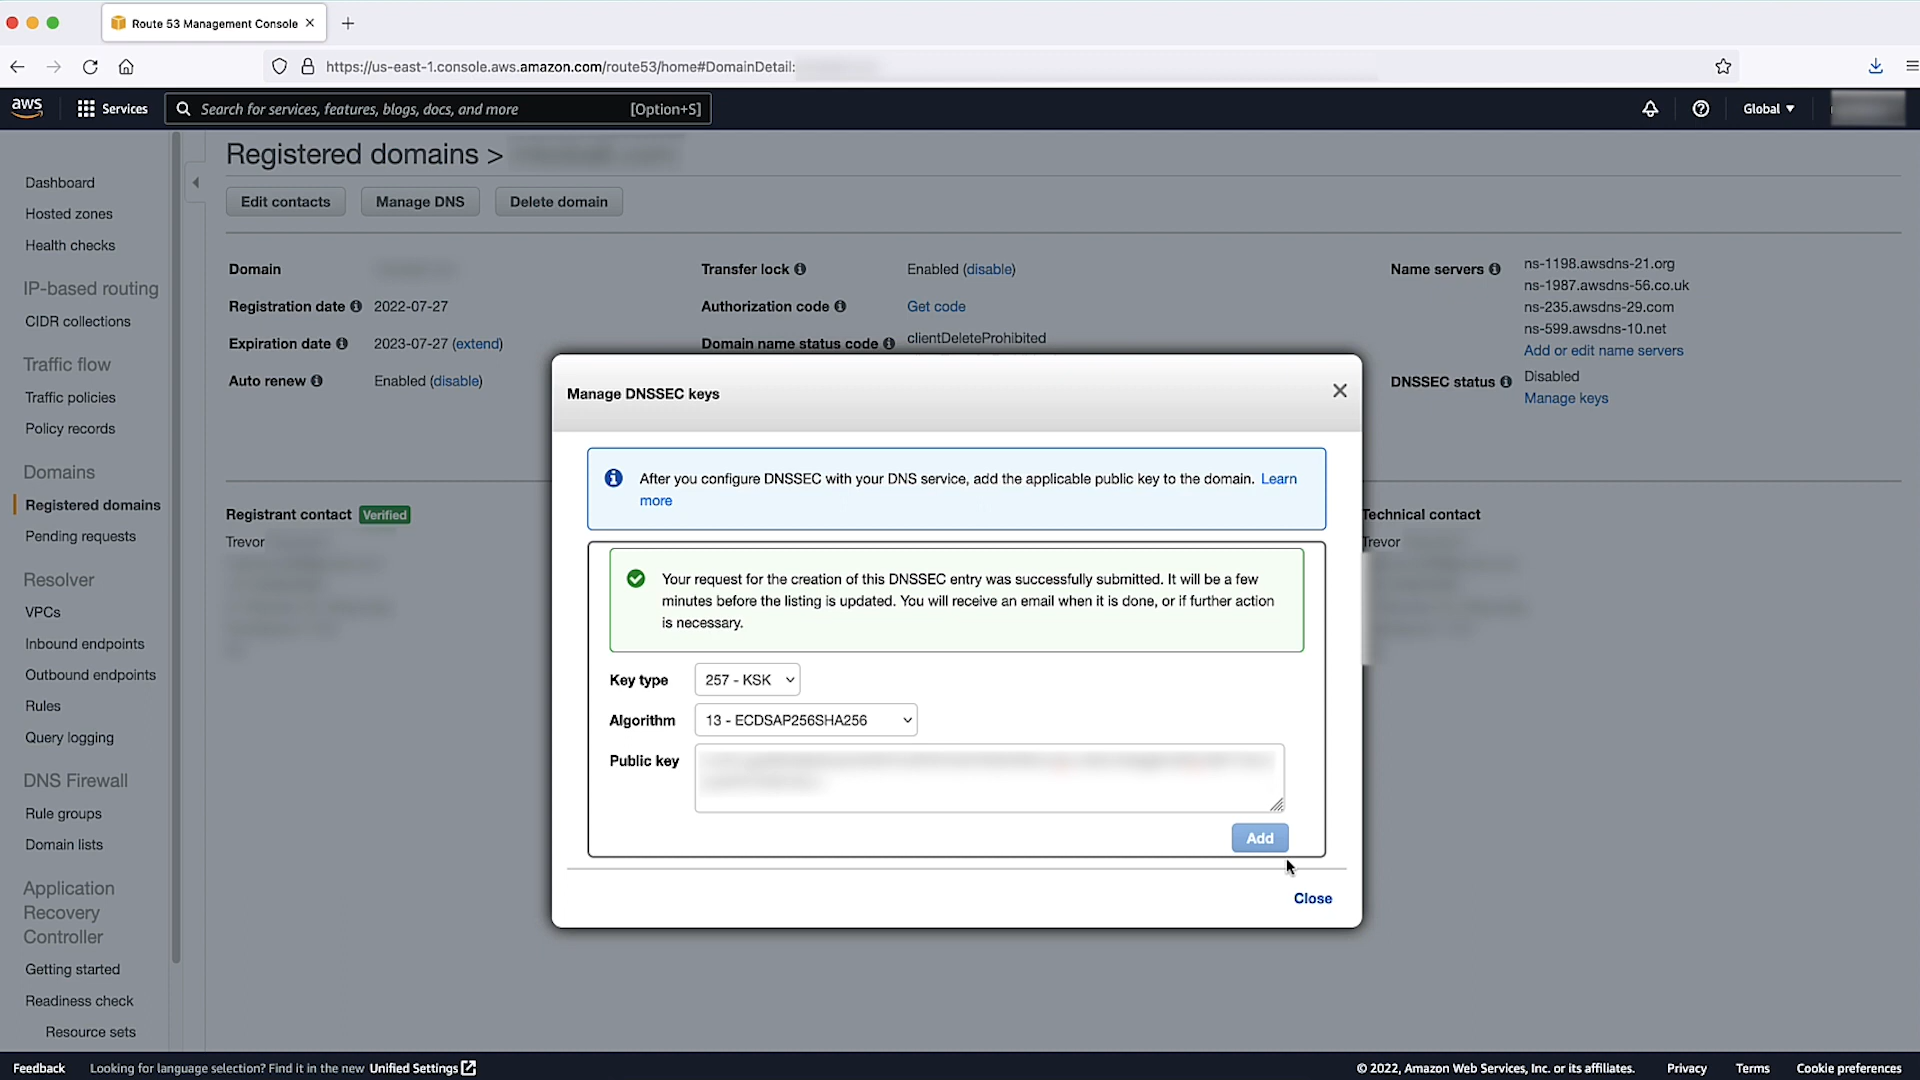 Route 53 Management Console
https://us-east-1.console.aws.amazon.com/route53/home#DomainDetail:
aws
Services
Search for services, features, blogs, docs, and more
[Option+S]
Global
Registered domains >
Edit contacts
Manage DNS
Delete domain
Dashboard
Hosted zones
Health checks
IP-based routing
CIDR collections
Traffic flow
Traffic policies
Policy records
Domains
Registered domains
Pending requests
Resolver
VPCs
Inbound endpoints
Outbound endpoints
Rules
Query logging
DNS Firewall
Rule groups
Domain lists
Application
Recovery
Controller
Getting started
Readiness check
Resource sets
Domain
Registration date 2022-07-27
Expiration date 2023-07-27 (extend)
Auto renew Enabled (disable)
Transfer lock Enabled (disable)
Authorization code Get code
Domain name status code clientDeleteProhibited
Name servers ns-1198.awsdns-21.org
ns-1987.awsdns-56.co.uk
ns-235.awsdns-29.com
ns-599.awsdns-10.net
Add or edit name servers
DNSSEC status Disabled
Manage keys
Registrant contact Verified
Trevor
Technical contact
Trevor
Manage DNSSEC keys
After you configure DNSSEC with your DNS service, add the applicable public key to the domain. Learn
more
Your request for the creation of this DNSSEC entry was successfully submitted. It will be a few
minutes before the listing is updated. You will receive an email when it is done, or if further action
is necessary.
Key type 257 - KSK
Algorithm 13 - ECDSAP256SHA256
Public key
Add
Close
Feedback
Looking for language selection? Find it in the new Unified Settings
© 2022, Amazon Web Services, Inc. or its affiliates.
Privacy
Terms
Cookie preferences